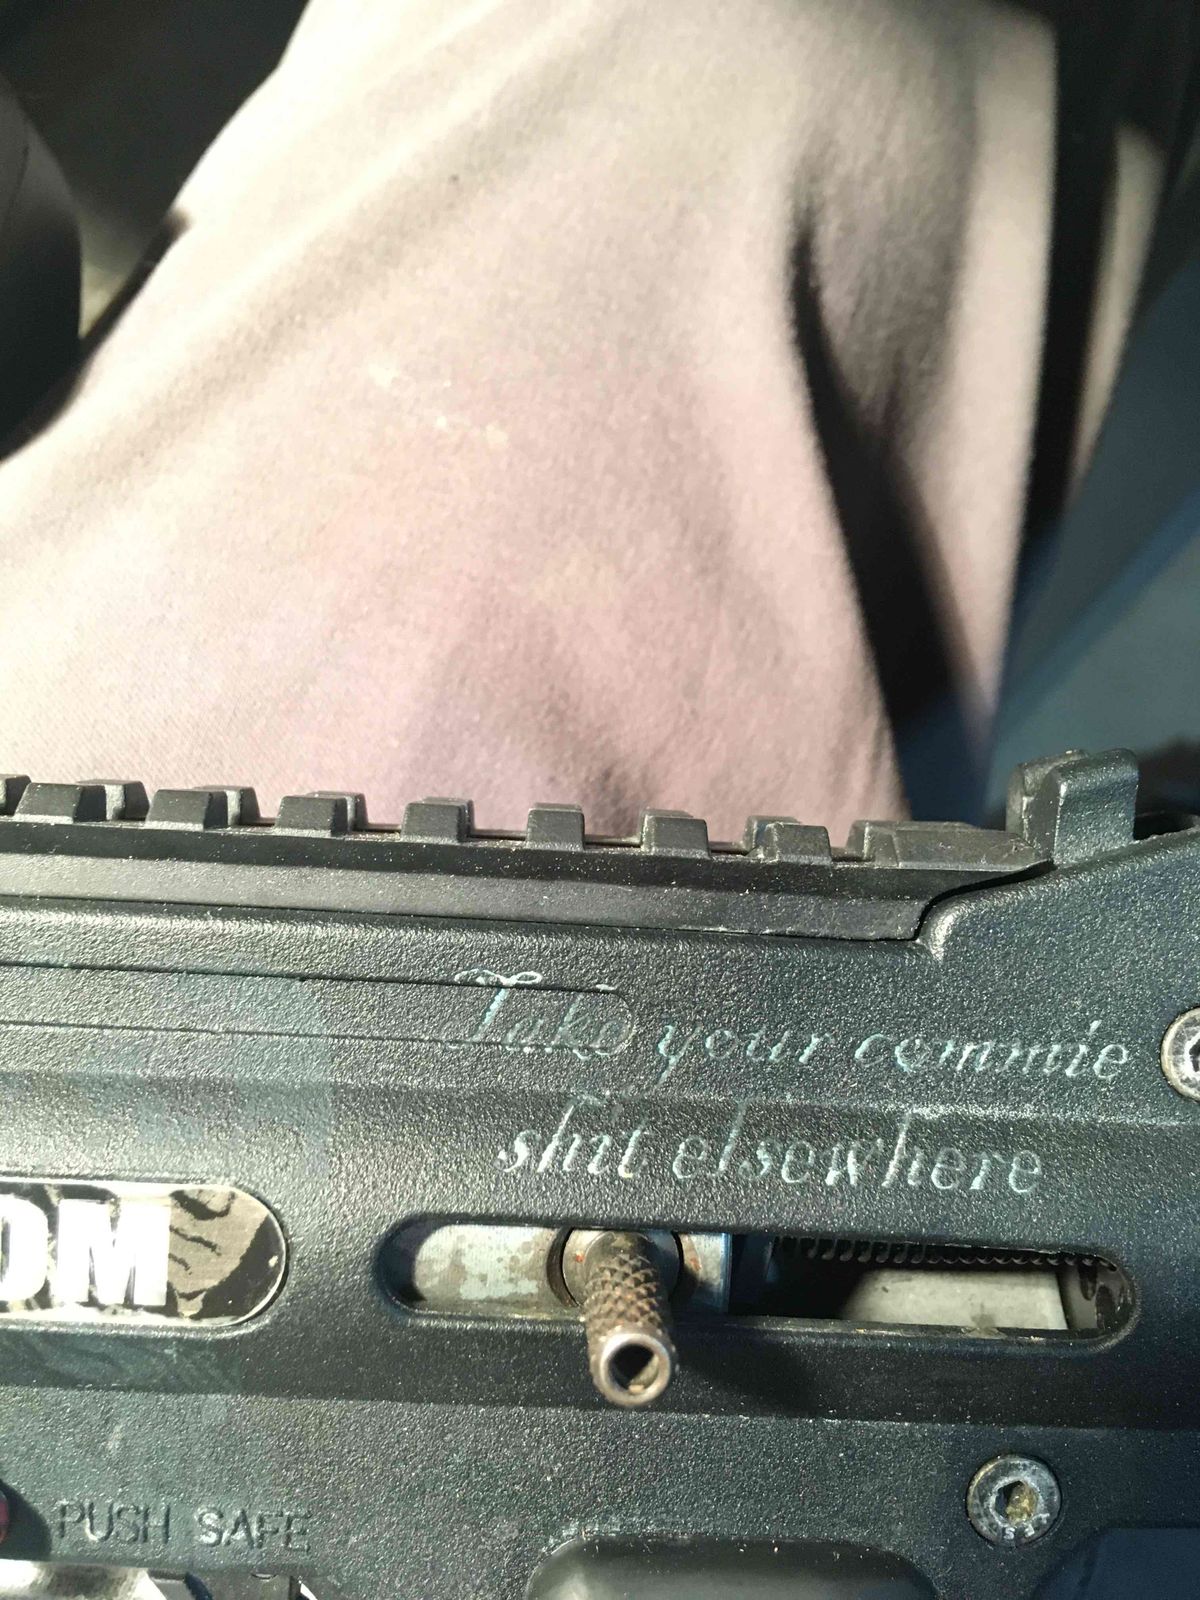 Take your commie
shit elsewhere
DM
PUSH SAFE